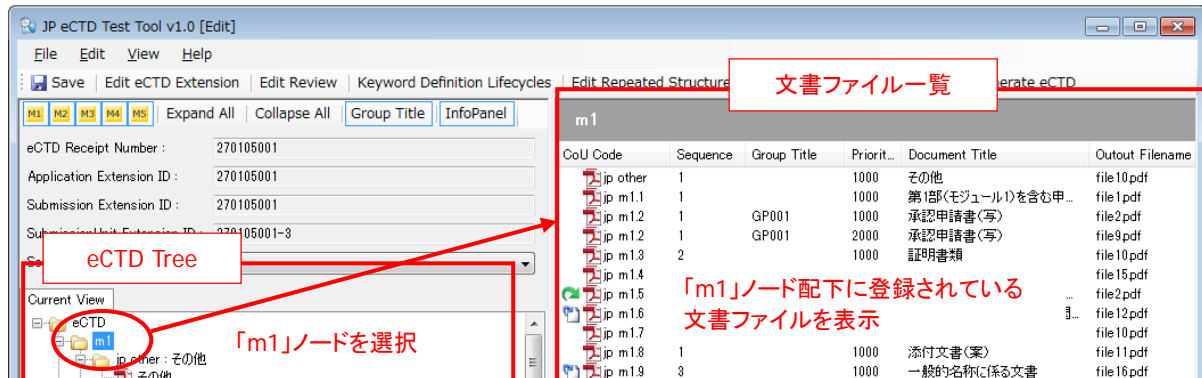 JP eCTD Test Tool v1.0 [Edit]
File Edit View Help
Save Edit eCTD Extension Edit Review Keyword Definition Lifecycles Edit Repeated Structure erate eCTD
文書ファイル一覧
M1 M2 M3 M4 M5 Expand All Collapse All Group Title InfoPanel
m1
eCTD Receipt Number : 270105001
Application Extension ID : 270105001
Submission Extension ID : 270105001
SubmissionUnit Extension ID : 270105001-3
eCTD Tree
Current View
eCTD
m1
jp other : その他
その他
「m1」ノードを選択
CoU Code Sequence Group Title Priorit... Document Title Outout Filename
jp other 1 1000 その他 file10.pdf
jp m1.1 1 1000 第1部(モジュール1)を含む申... file1.pdf
jp m1.2 1 GP001 1000 承認申請書(写) file2.pdf
jp m1.2 1 GP001 2000 承認申請書(写) file9.pdf
jp m1.3 2 1000 証明書類 file10.pdf
jp m1.4 file15.pdf
jp m1.5 ... file2.pdf
jp m1.6 file12.pdf
jp m1.7 file10.pdf
jp m1.8 1 1000 添付文書(案) file11.pdf
jp m1.9 3 1000 一般的名称に係る文書 file16.pdf
「m1」ノード配下に登録されている
文書ファイルを表示